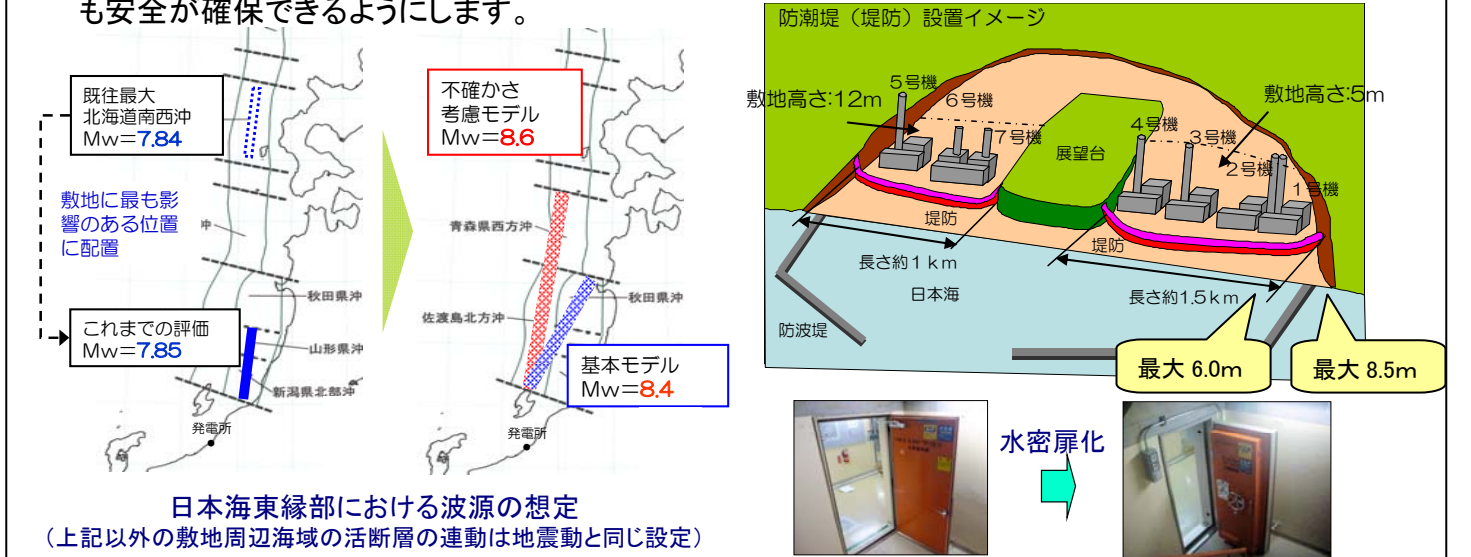 も安全が確保できるようにします。
既往最大
北海道南西沖
Mw=7.84
敷地に最も影
響のある位置
に配置
沖
秋田県沖
これまでの評価
Mw=7.85
山形県沖
新潟県北部沖
発電所
不確かさ
考慮モデル
Mw=8.6
青森県西方沖
佐渡島北方沖
秋田県沖
基本モデル
Mw=8.4
発電所
日本海東縁部における波源の想定
(上記以外の敷地周辺海域の活断層の連動は地震動と同じ設定)
防潮堤(堤防)設置イメージ
敷地高さ:12m
5号機
6号機
7号機
展望台
敷地高さ:5m
4号機
3号機
2号機
1号機
堤防
堤防
長さ約1km
長さ約1.5km
日本海
防波堤
最大 6.0m
最大 8.5m
水密扉化